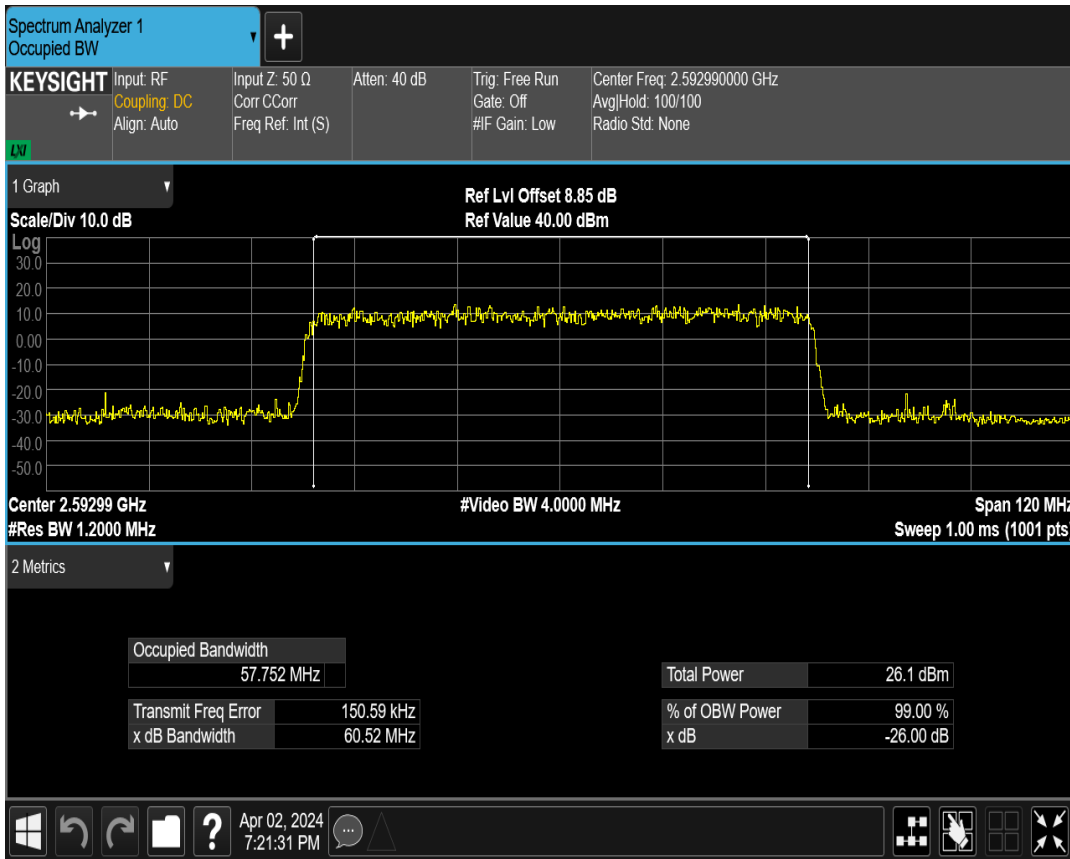 Spectrum Analyzer 1
Occupied BW
+
KEYSIGHT
LXI
Input: RF
Coupling: DC
Align: Auto
Input Z: 50 Ω
Corr CCorr
Freq Ref: Int (S)
Atten: 40 dB
Trig: Free Run
Gate: Off
#IF Gain: Low
Center Freq: 2.592990000 GHz
Avg|Hold: 100/100
Radio Std: None
1 Graph
Scale/Div 10.0 dB
Ref Lvl Offset 8.85 dB
Ref Value 40.00 dBm
Log
30.0
20.0
10.0
0.00
-10.0
-20.0
-30.0
-40.0
-50.0
Center 2.59299 GHz
#Video BW 4.0000 MHz
Span 120 MHz
#Res BW 1.2000 MHz
Sweep 1.00 ms (1001 pts)
2 Metrics
Occupied Bandwidth
57.752 MHz
Total Power 26.1 dBm
Transmit Freq Error 150.59 kHz
% of OBW Power 99.00 %
x dB Bandwidth 60.52 MHz
x dB -26.00 dB
?
Apr 02, 2024
7:21:31 PM